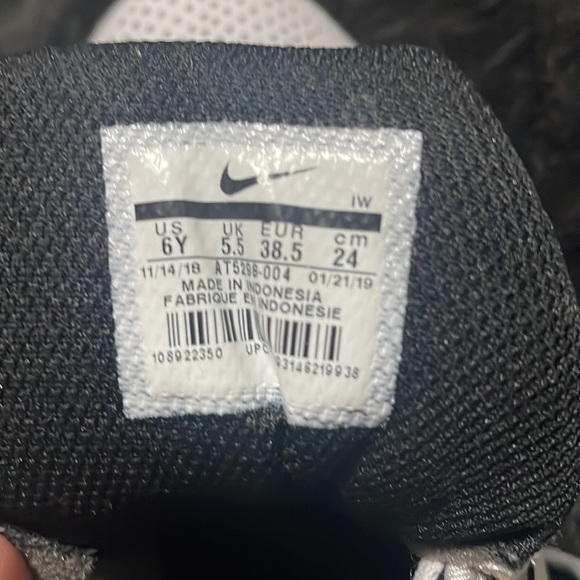 IW
US UK EUR cm
6Y 5.5 38.5 24
11/14/18 AT5298-004 01/21/19
MADE IN INDONESIA
FABRIQUE EN INDONESIE
108922350 UPC 93146219938